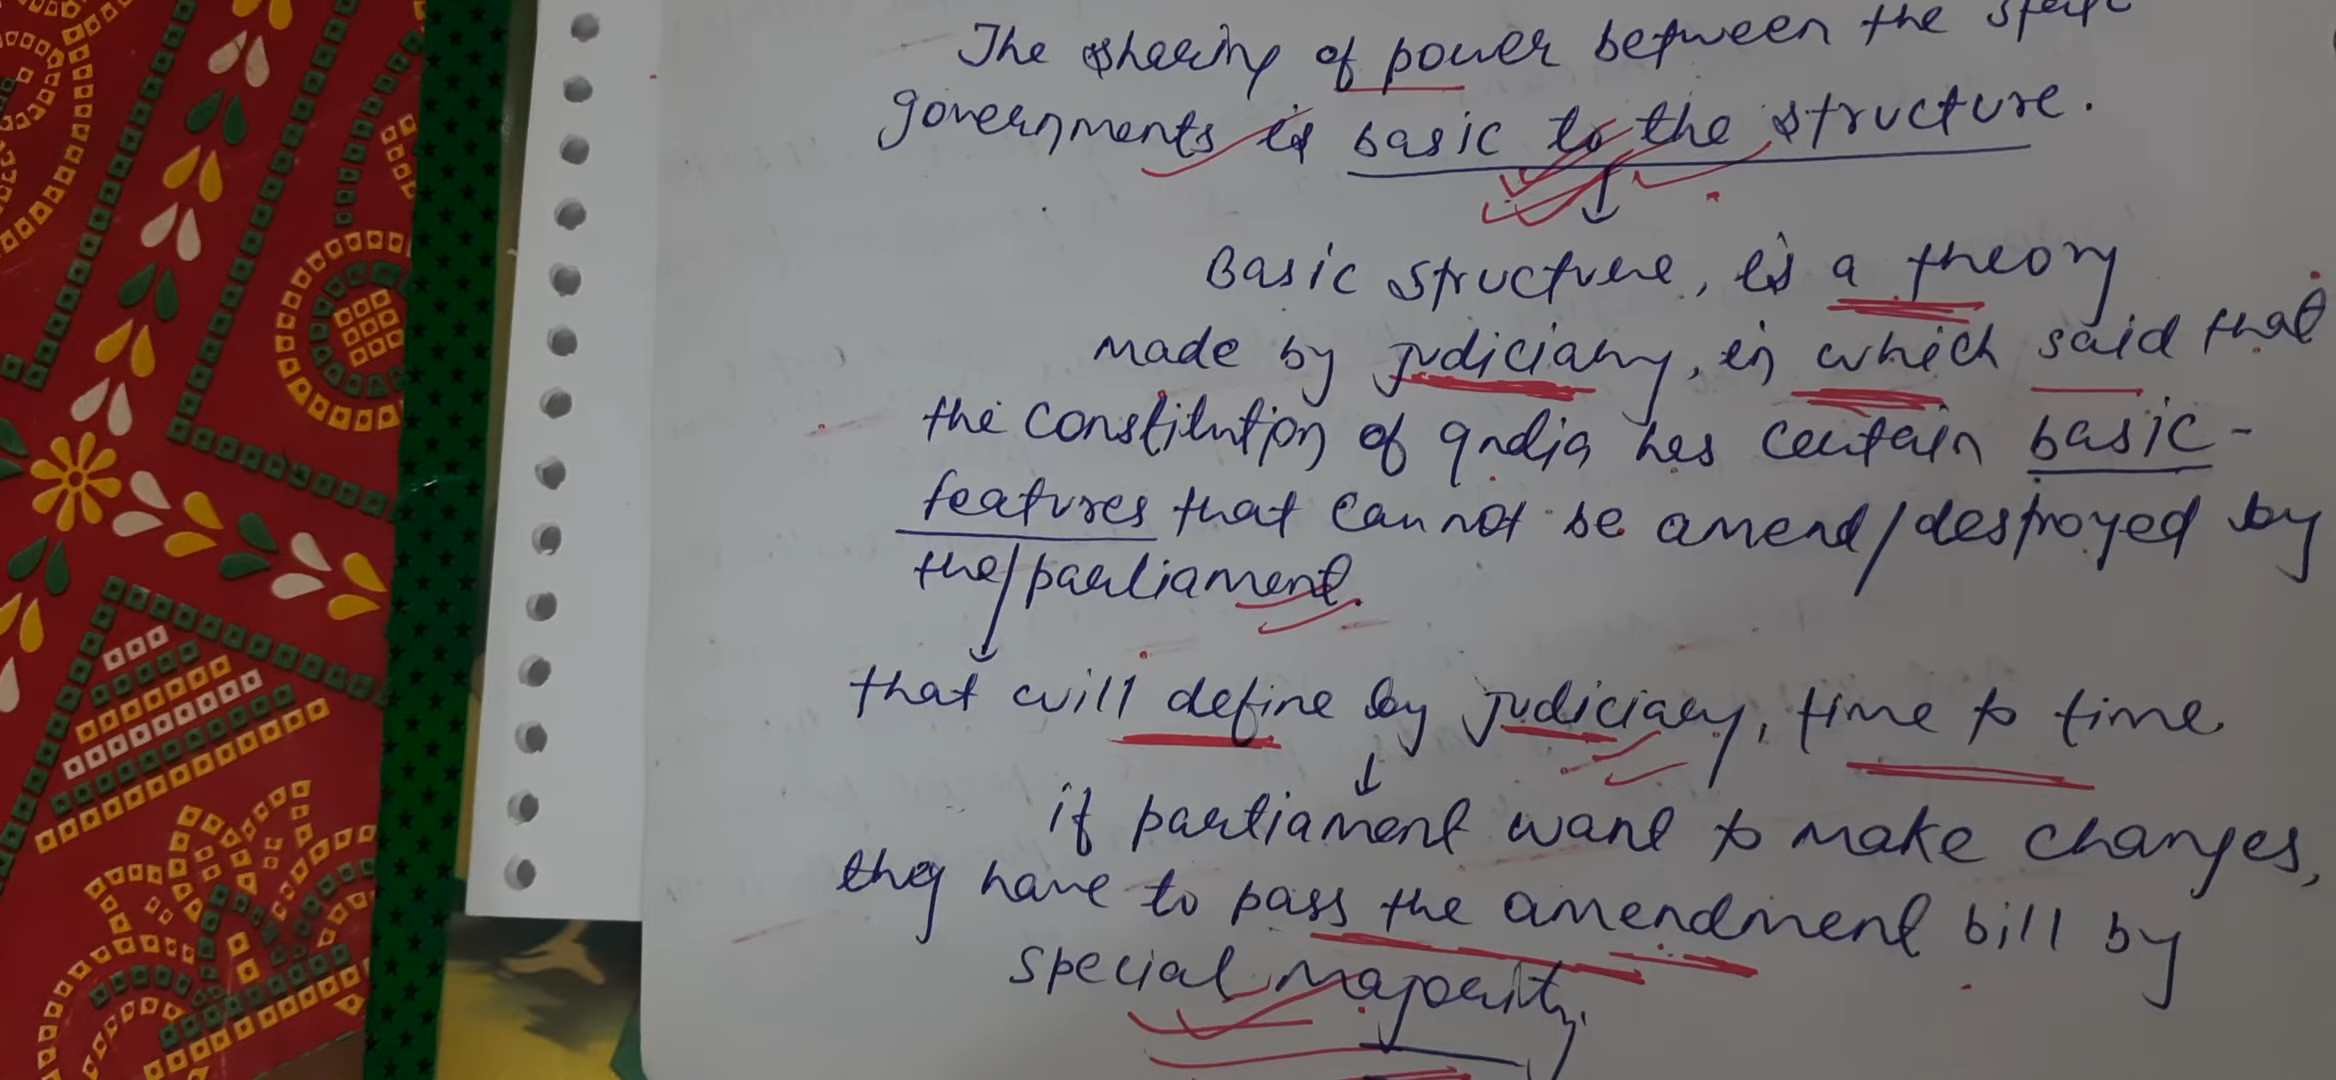 The sharing of power between the state
governments is basic to the structure.
Basic structure, is a theory
made by judiciary, in which said that
the constitution of India has certain basic-
features that cannot be amend/destroyed by
the parliament.
that will define by judiciary, time to time
if parliament want to make changes,
they have to pass the amendment bill by
special majority.